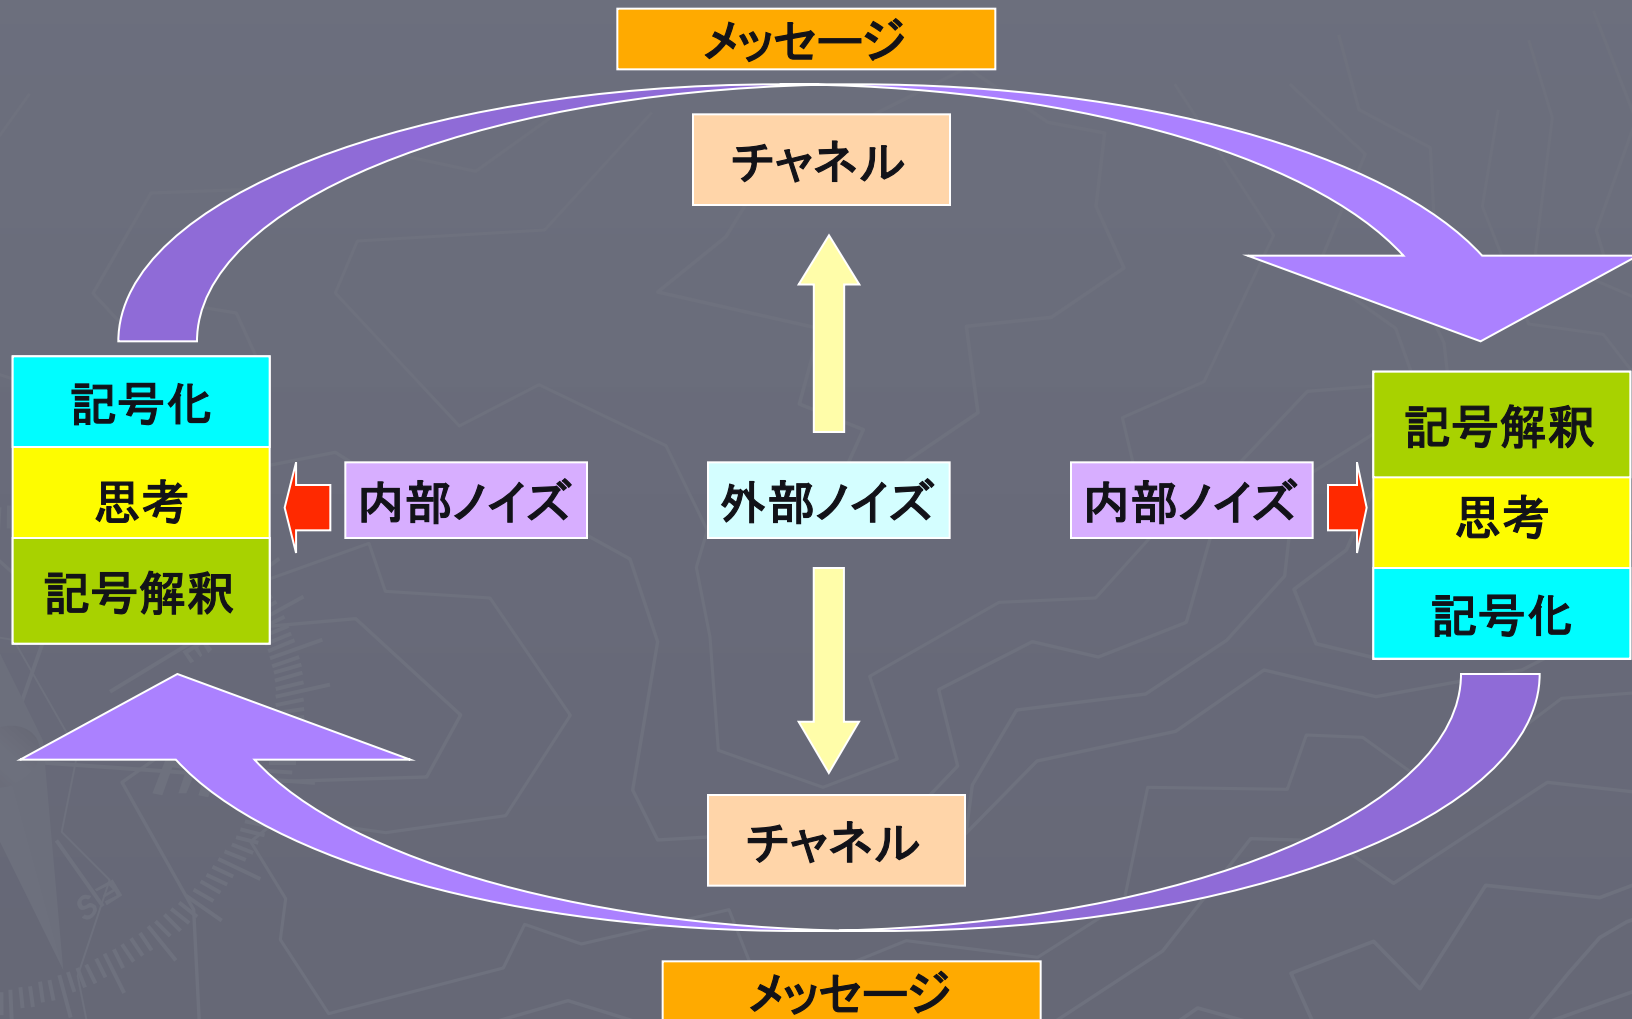 メッセージ
チャネル
記号化
思考
記号解釈
内部ノイズ
外部ノイズ
内部ノイズ
記号解釈
思考
記号化
チャネル
メッセージ